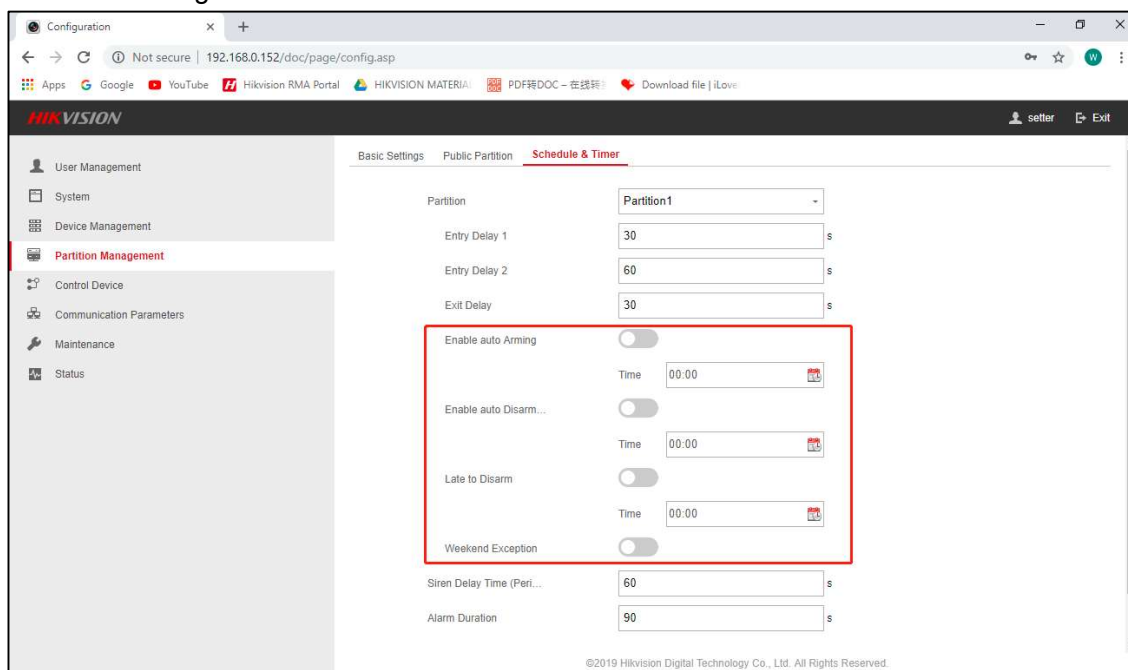 Configuration
Not secure | 192.168.0.152/doc/page/config.asp
W
Apps Google YouTube Hikvision RMA Portal HIKVISION MATERIA PDF转DOC – 在线转 Download file | iLove
HIKVISION setter Exit
Basic Settings Public Partition Schedule & Timer
User Management
System
Device Management
Partition Management
Control Device
Communication Parameters
Maintenance
Status
Partition Partition1
Entry Delay 1 30 s
Entry Delay 2 60 s
Exit Delay 30 s
Enable auto Arming
Time 00:00
Enable auto Disarm...
Time 00:00
Late to Disarm
Time 00:00
Weekend Exception
Siren Delay Time (Peri... 60 s
Alarm Duration 90 s
©2019 Hikvision Digital Technology Co., Ltd. All Rights Reserved.